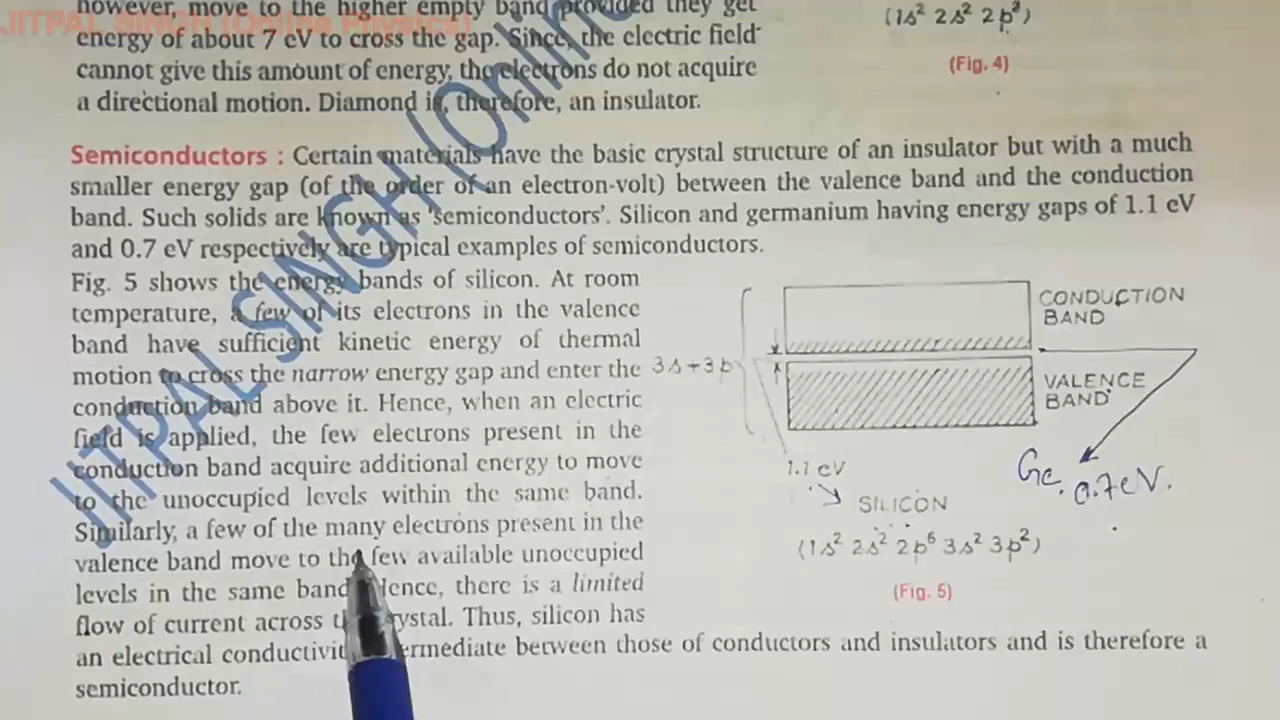 JITPAL SINGH (Online Physics)
however, move to the higher empty band provided they get
energy of about 7 eV to cross the gap. Since, the electric field
cannot give this amount of energy, the electrons do not acquire
a directional motion. Diamond is, therefore, an insulator.
(1s² 2s² 2p²)
(Fig. 4)
Semiconductors : Certain materials have the basic crystal structure of an insulator but with a much
smaller energy gap (of the order of an electron-volt) between the valence band and the conduction
band. Such solids are known as 'semiconductors'. Silicon and germanium having energy gaps of 1.1 eV
and 0.7 eV respectively are typical examples of semiconductors.
Fig. 5 shows the energy bands of silicon. At room
temperature, a few of its electrons in the valence
band have sufficient kinetic energy of thermal
motion to cross the narrow energy gap and enter the
conduction band above it. Hence, when an electric
field is applied, the few electrons present in the
conduction band acquire additional energy to move
to the unoccupied levels within the same band.
Similarly, a few of the many electrons present in the
valence band move to the few available unoccupied
levels in the same band. Hence, there is a limited
flow of current across the crystal. Thus, silicon has
an electrical conductivity intermediate between those of conductors and insulators and is therefore a
semiconductor.
CONDUCTION
BAND
3s + 3p
VALENCE
BAND
1.1 eV
Ge.
0.7eV.
SILICON
(1s² 2s² 2p⁶ 3s² 3p²)
(Fig. 5)
JITPAL SINGH (Online